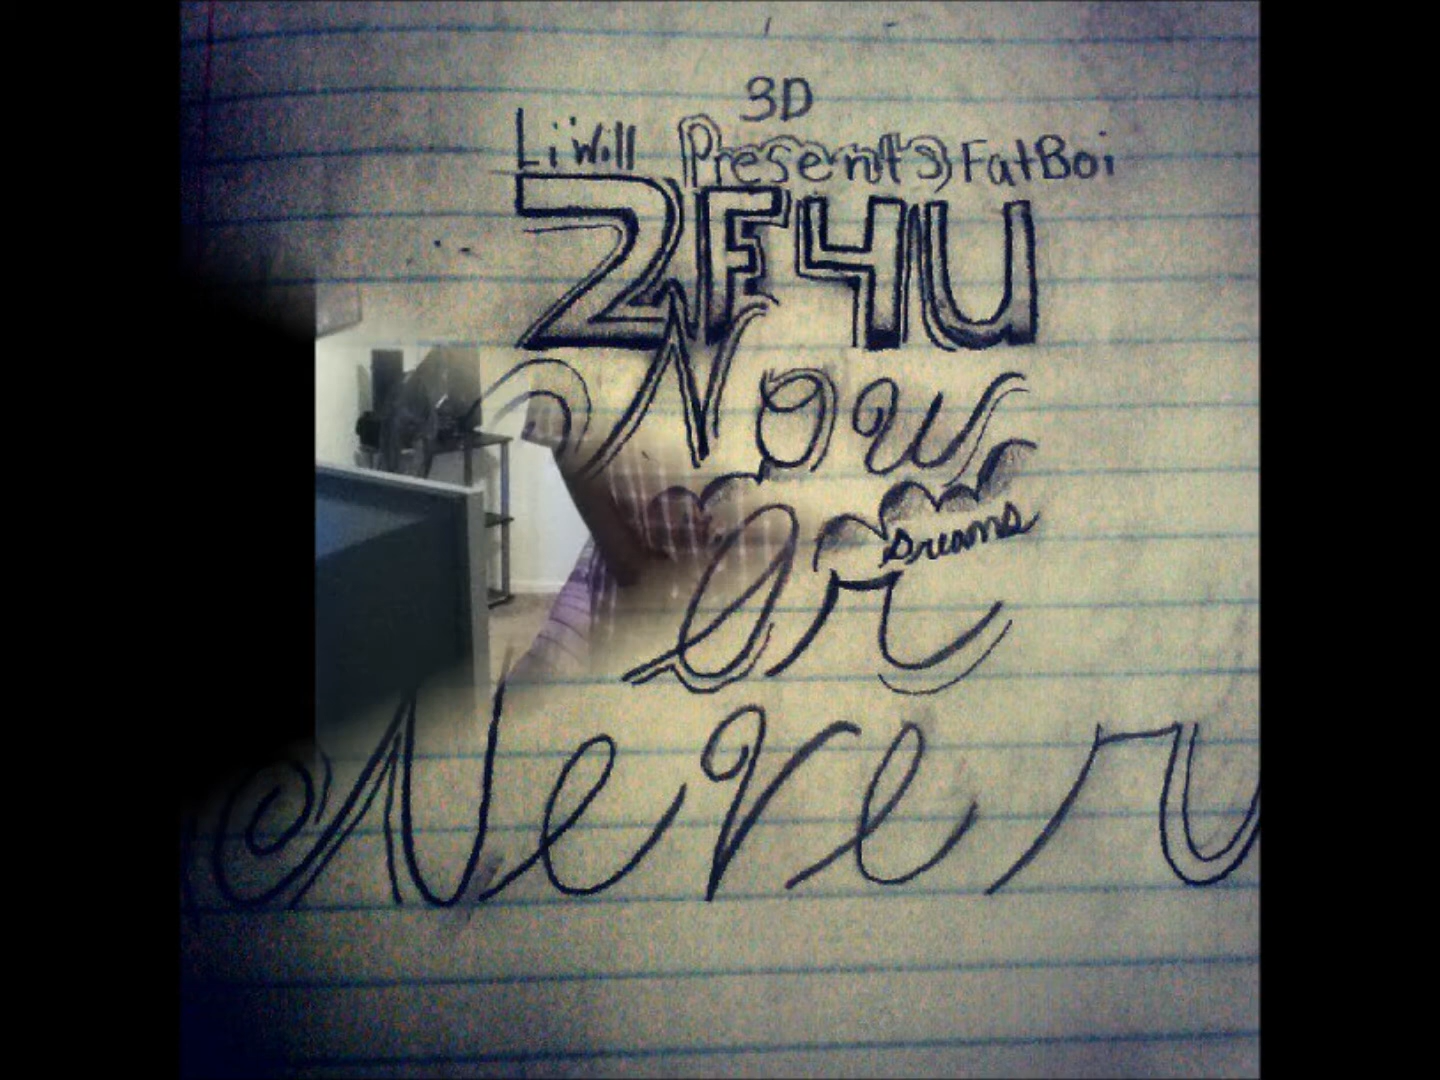 3D
Li'Will Presents FatBoi
2F4U
Now
Or
Dreams
Never